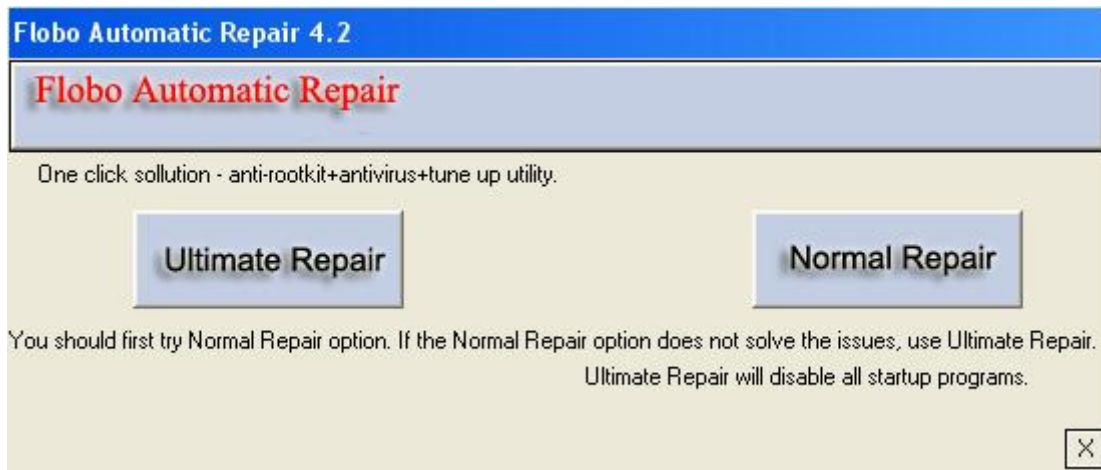 Flobo Automatic Repair 4.2
Flobo Automatic Repair
One click sollution - anti-rootkit+antivirus+tune up utility.
Ultimate Repair
Normal Repair
You should first try Normal Repair option. If the Normal Repair option does not solve the issues, use Ultimate Repair.
Ultimate Repair will disable all startup programs.
X